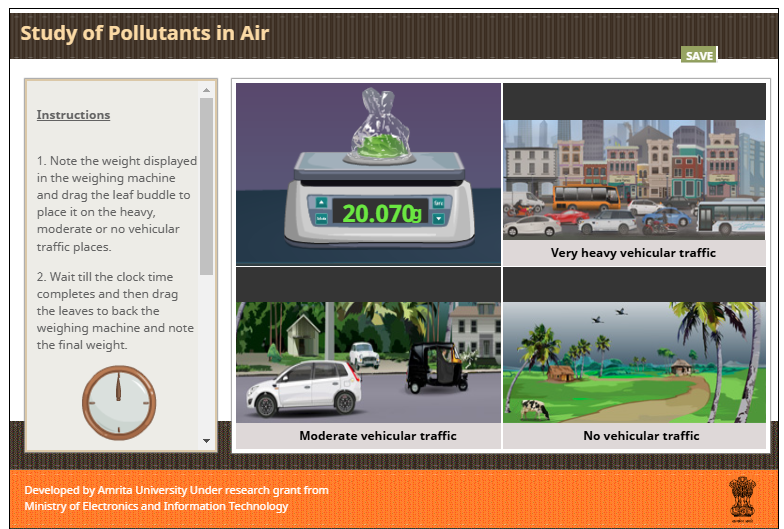 Study of Pollutants in Air
SAVE
Instructions
1. Note the weight displayed
in the weighing machine
and drag the leaf buddle to
place it on the heavy,
moderate or no vehicular
traffic places.
2. Wait till the clock time
completes and then drag
the leaves to back the
weighing machine and note
the final weight.
20.070g
Very heavy vehicular traffic
Moderate vehicular traffic
No vehicular traffic
Developed by Amrita University Under research grant from
Ministry of Electronics and Information Technology